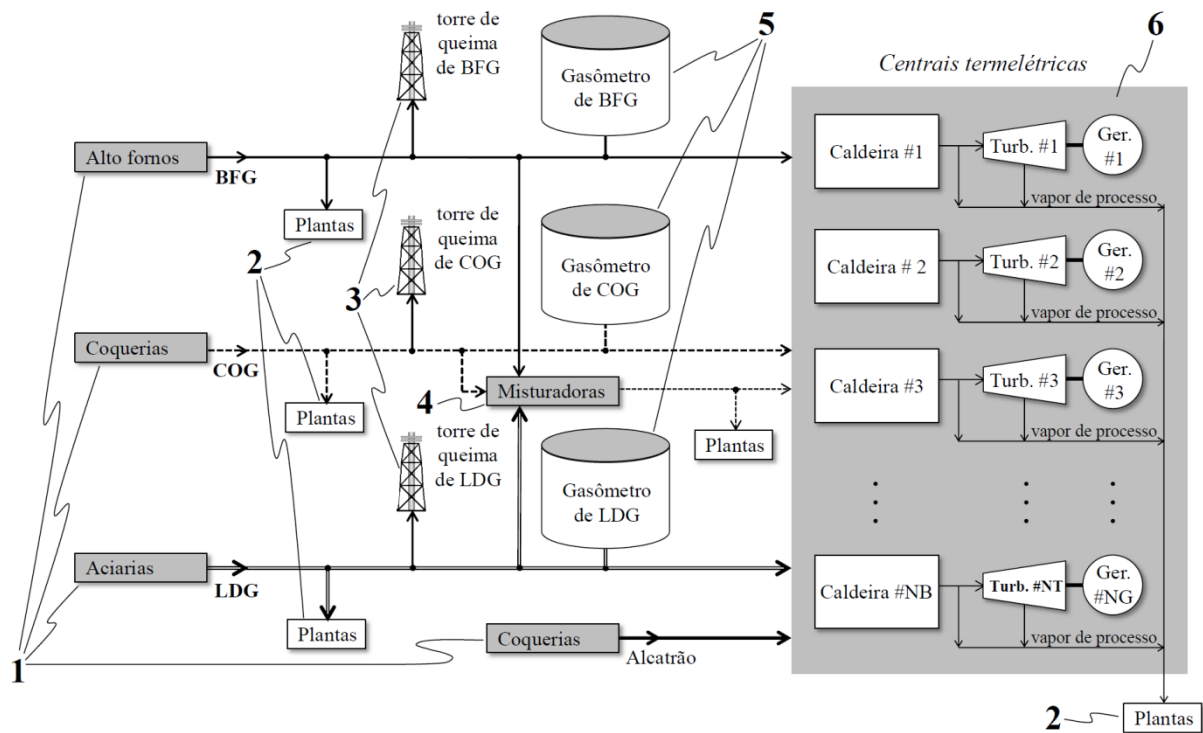 torre de
queima
de BFG
5
6
Gasômetro
de BFG
Centrais termelétricas
Alto fornos
BFG
Caldeira #1
Turb. #1
Ger.
#1
vapor de processo
Plantas
2
torre de
queima
de COG
3
Gasômetro
de COG
Caldeira # 2
Turb. #2
Ger.
#2
vapor de processo
Coquerias
COG
Misturadoras
4
Plantas
Plantas
Caldeira #3
Turb. #3
Ger.
#3
vapor de processo
torre de
queima
de LDG
Gasômetro
de LDG
Aciarias
LDG
Plantas
Caldeira #NB
Turb. #NT
Ger.
#NG
vapor de processo
1
Coquerias
Alcatrão
2
Plantas